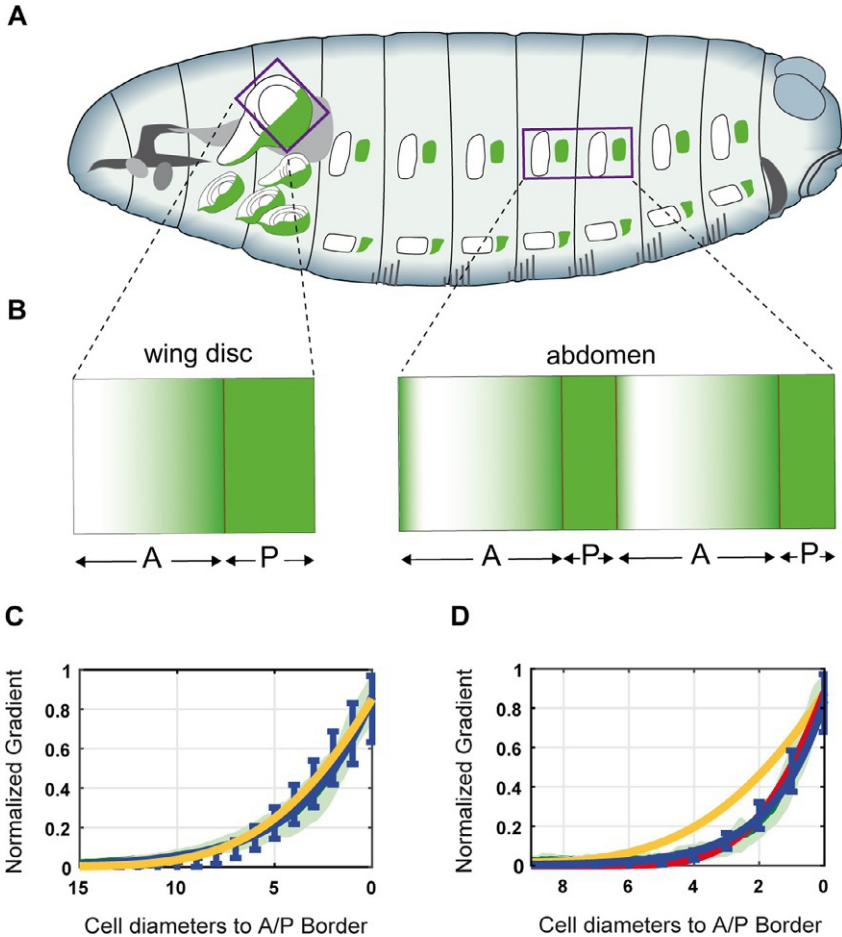 A
B
wing disc
abdomen
A P
A P A P
C
D
Normalized Gradient
1
0.8
0.6
0.4
0.2
0
15 10 5 0
Cell diameters to A/P Border
Normalized Gradient
1
0.8
0.6
0.4
0.2
0
8 6 4 2 0
Cell diameters to A/P Border